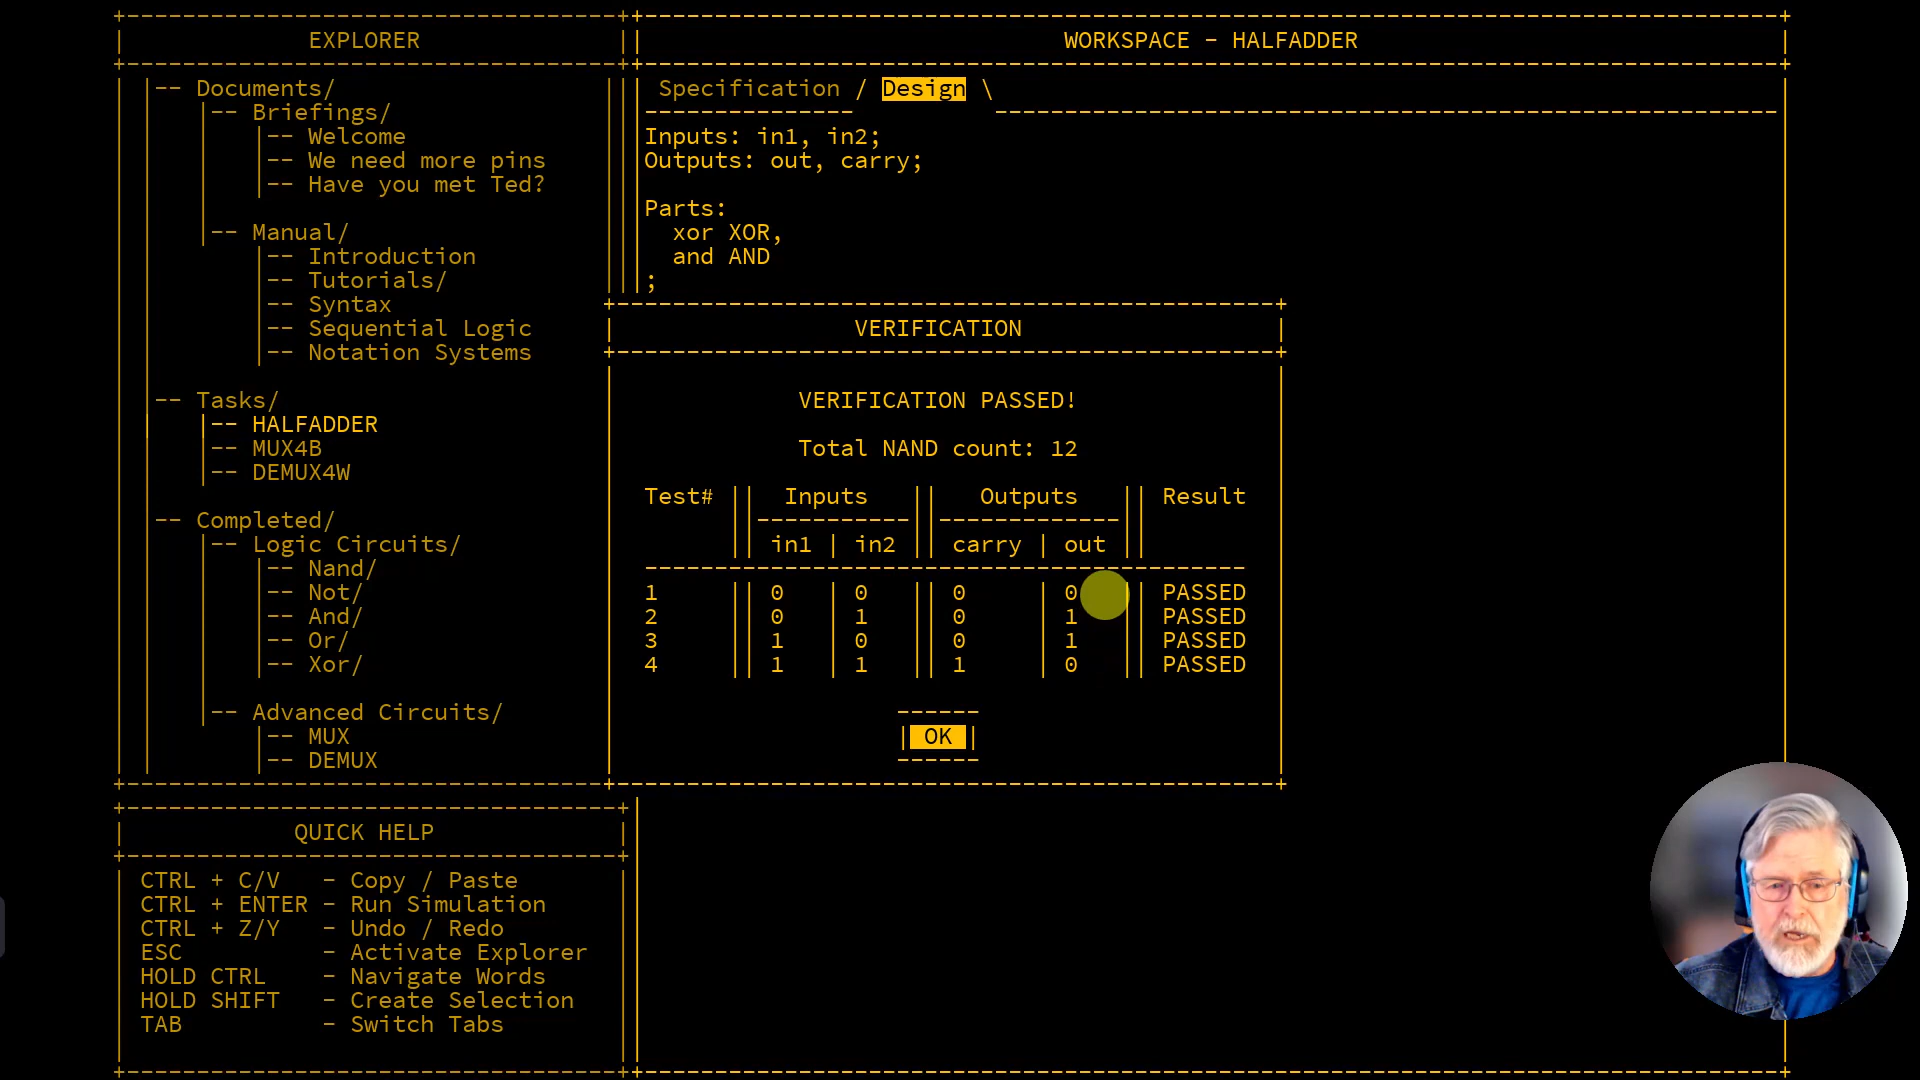 EXPLORER
-- Documents/
-- Briefings/
-- Welcome
-- We need more pins
-- Have you met Ted?
-- Manual/
-- Introduction
-- Tutorials/
-- Syntax
-- Sequential Logic
-- Notation Systems
-- Tasks/
-- HALFADDER
-- MUX4B
-- DEMUX4W
-- Completed/
-- Logic Circuits/
-- Nand/
-- Not/
-- And/
-- Or/
-- Xor/
-- Advanced Circuits/
-- MUX
-- DEMUX
QUICK HELP
CTRL + C/V - Copy / Paste
CTRL + ENTER - Run Simulation
CTRL + Z/Y - Undo / Redo
ESC - Activate Explorer
HOLD CTRL - Navigate Words
HOLD SHIFT - Create Selection
TAB - Switch Tabs
WORKSPACE - HALFADDER
Specification / Design \
Inputs: in1, in2;
Outputs: out, carry;
Parts:
xor XOR,
and AND
;
VERIFICATION
VERIFICATION PASSED!
Total NAND count: 12
Test# || Inputs || Outputs || Result
|| in1 | in2 || carry | out ||
1 || 0 | 0 || 0 | 0 || PASSED
2 || 0 | 1 || 0 | 1 || PASSED
3 || 1 | 0 || 0 | 1 || PASSED
4 || 1 | 1 || 1 | 0 || PASSED
| OK |